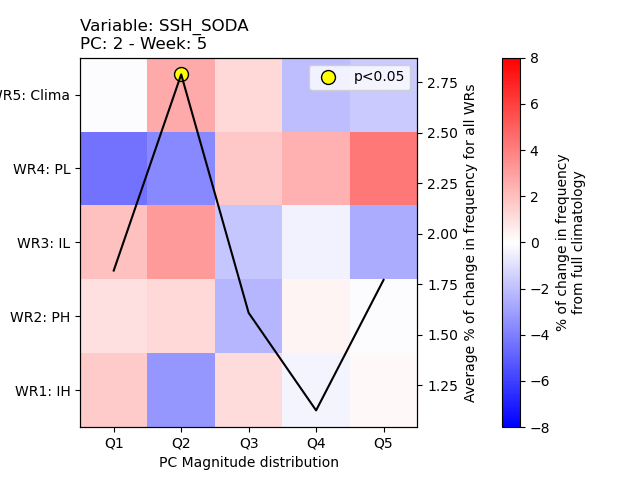 Variable: SSH_SODA
PC: 2 - Week: 5
p<0.05
WR5: Clima
WR4: PL
WR3: IL
WR2: PH
WR1: IH
Q1 Q2 Q3 Q4 Q5
PC Magnitude distribution
2.75
2.50
2.25
2.00
1.75
1.50
1.25
Average % of change in frequency for all WRs
8
6
4
2
0
−2
−4
−6
−8
% of change in frequency
from full climatology